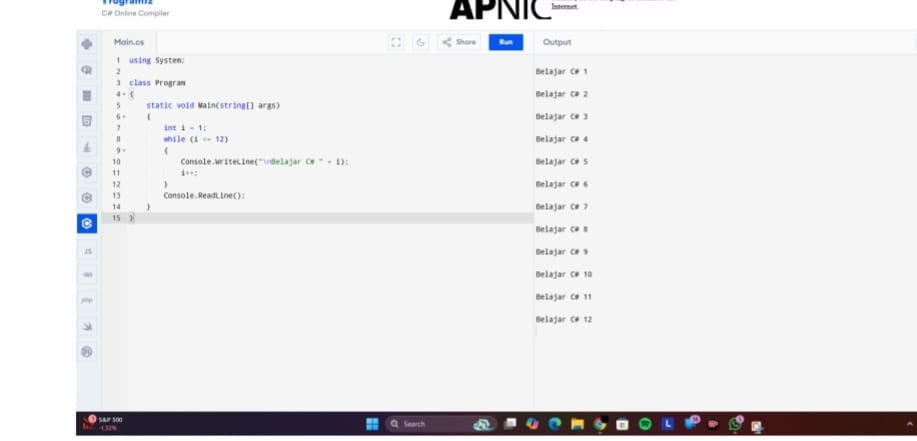 Programiz
C# Online Compiler
APNIC
Internet.
Main.cs
Share
Run
Output
1 using System;
2
3 class Program
4 {
5 static void Main(string[] args)
6 {
7 int i = 1;
8 while (i <= 12)
9 {
10 Console.WriteLine("\nBelajar C# " + i);
11 i++;
12 }
13 Console.ReadLine();
14 }
15 }
Belajar C# 1
Belajar C# 2
Belajar C# 3
Belajar C# 4
Belajar C# 5
Belajar C# 6
Belajar C# 7
Belajar C# 8
Belajar C# 9
Belajar C# 10
Belajar C# 11
Belajar C# 12
JS
GO
php
S&P 500
-1,52%
Search